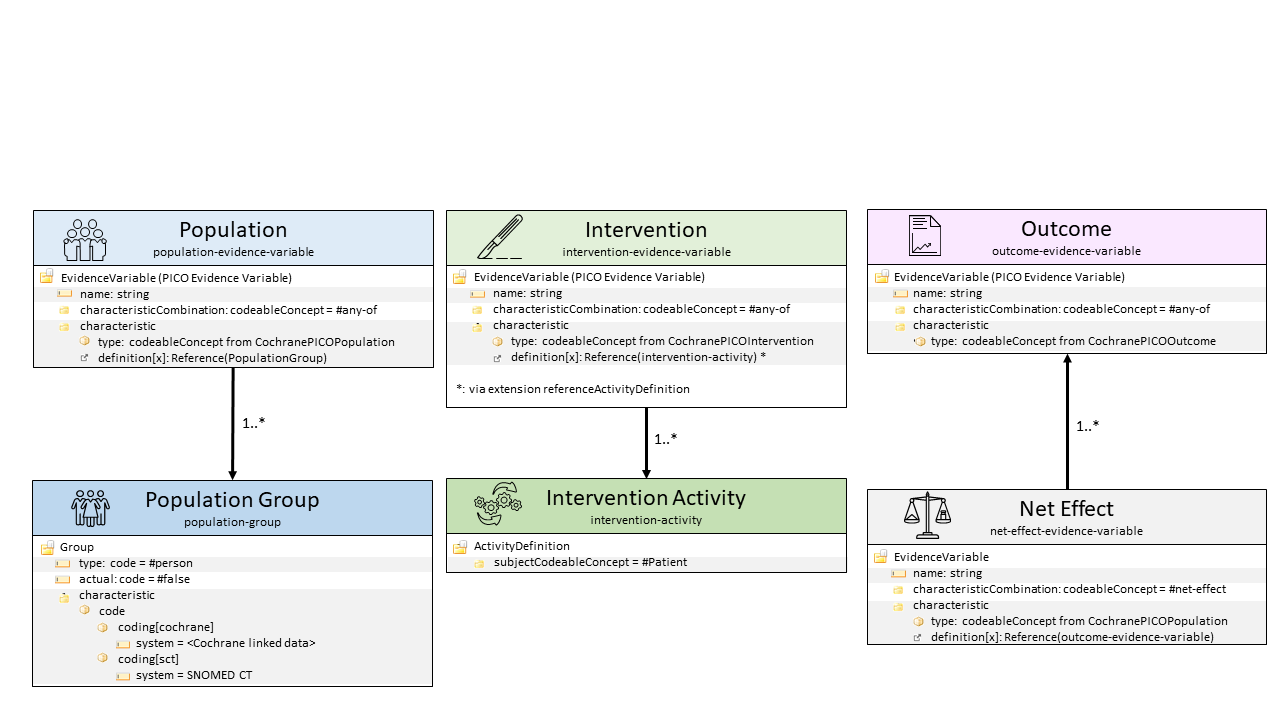 Population
population-evidence-variable
EvidenceVariable (PICO Evidence Variable)
name: string
characteristicCombination: codeableConcept = #any-of
characteristic
type: codeableConcept from CochranePICOPopulation
definition[x]: Reference(PopulationGroup)
1..*
Population Group
population-group
Group
type: code = #person
actual: code = #false
characteristic
code
coding[cochrane]
system = <Cochrane linked data>
coding[sct]
system = SNOMED CT
Intervention
intervention-evidence-variable
EvidenceVariable (PICO Evidence Variable)
name: string
characteristicCombination: codeableConcept = #any-of
characteristic
type: codeableConcept from CochranePICOIntervention
definition[x]: Reference(intervention-activity) *
*: via extension referenceActivityDefinition
1..*
Intervention Activity
intervention-activity
ActivityDefinition
subjectCodeableConcept = #Patient
Outcome
outcome-evidence-variable
EvidenceVariable (PICO Evidence Variable)
name: string
characteristicCombination: codeableConcept = #any-of
characteristic
type: codeableConcept from CochranePICOOutcome
1..*
Net Effect
net-effect-evidence-variable
EvidenceVariable
name: string
characteristicCombination: codeableConcept = #net-effect
characteristic
type: codeableConcept from CochranePICOPopulation
definition[x]: Reference(outcome-evidence-variable)